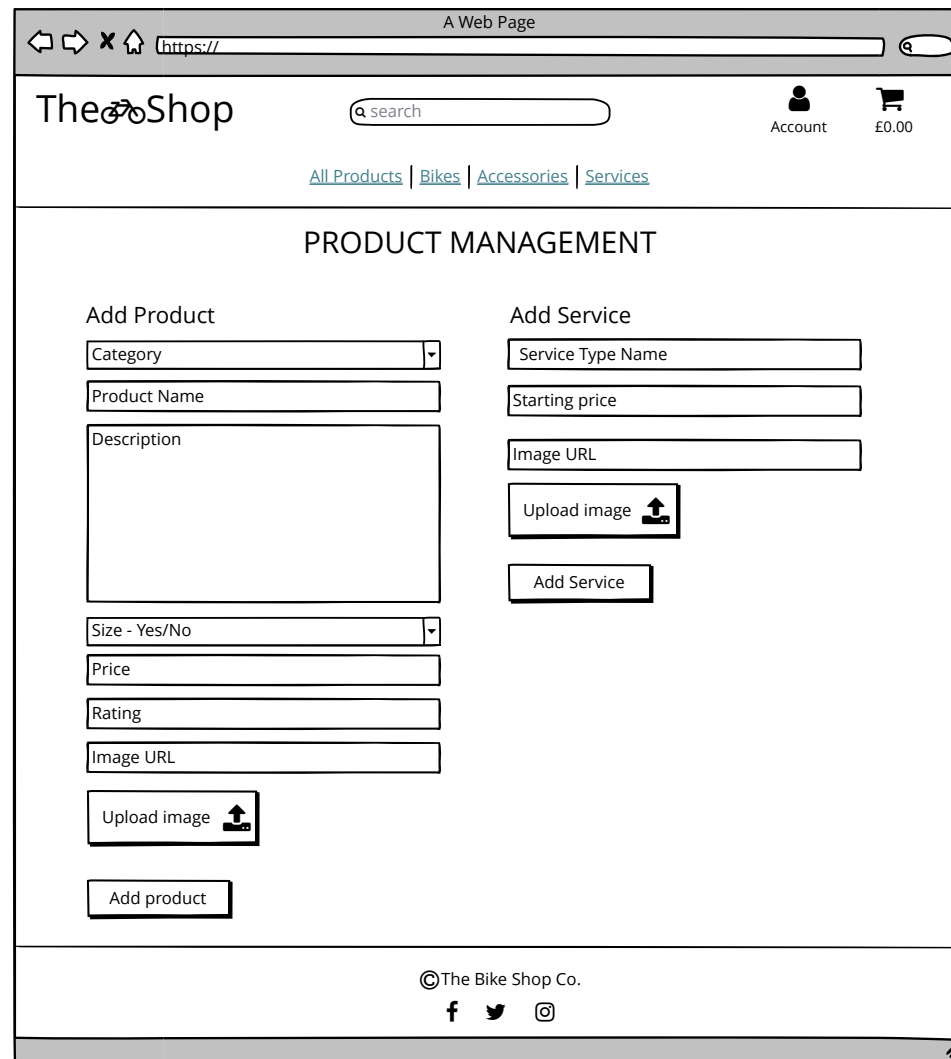 A Web Page
https://
The Shop
search
Account
£0.00
All Products | Bikes | Accessories | Services
PRODUCT MANAGEMENT
Add Product
Category
Product Name
Description
Size - Yes/No
Price
Rating
Image URL
Upload image
Add product
Add Service
Service Type Name
Starting price
Image URL
Upload image
Add Service
©The Bike Shop Co.